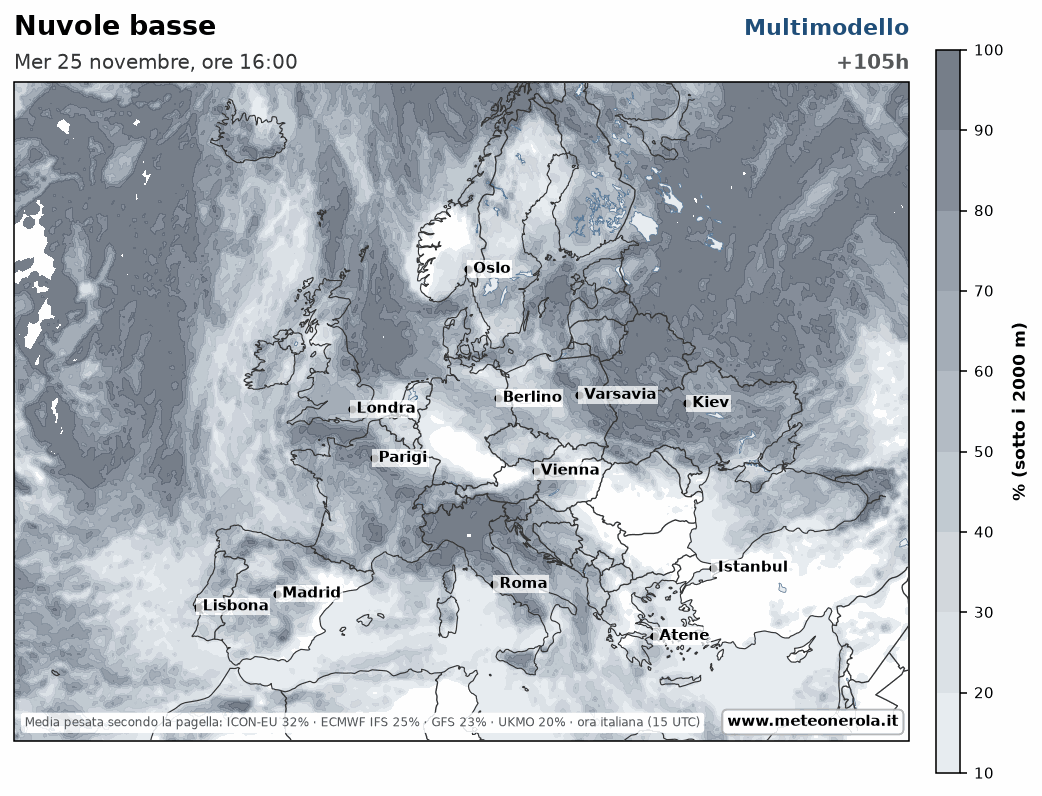 Nuvole basse
Multimodello
Mer 25 novembre, ore 16:00
+105h
100
90
80
70
60
50
40
30
20
10
% (sotto i 2000 m)
Oslo
Berlino
Varsavia
Kiev
Londra
Parigi
Vienna
Istanbul
Roma
Madrid
Lisbona
Atene
Media pesata secondo la pagella: ICON-EU 32% · ECMWF IFS 25% · GFS 23% · UKMO 20% · ora italiana (15 UTC)
www.meteonerola.it